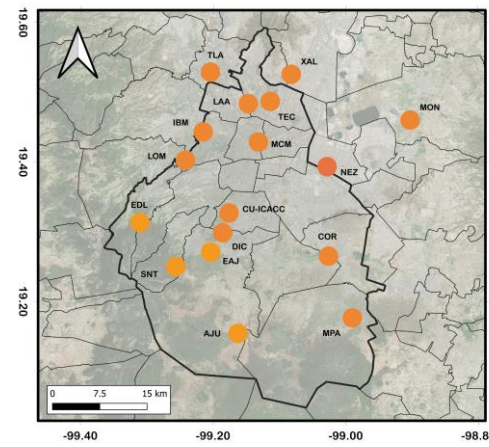 19.60
TLA
XAL
LAA
TEC
MON
IBM
MCM
LOM
19.40
NEZ
EDL
CU-ICACC
DIC
COR
EAJ
SNT
19.20
AJU
MPA
0 7.5 15 km
-99.40 -99.20 -99.00 -98.8